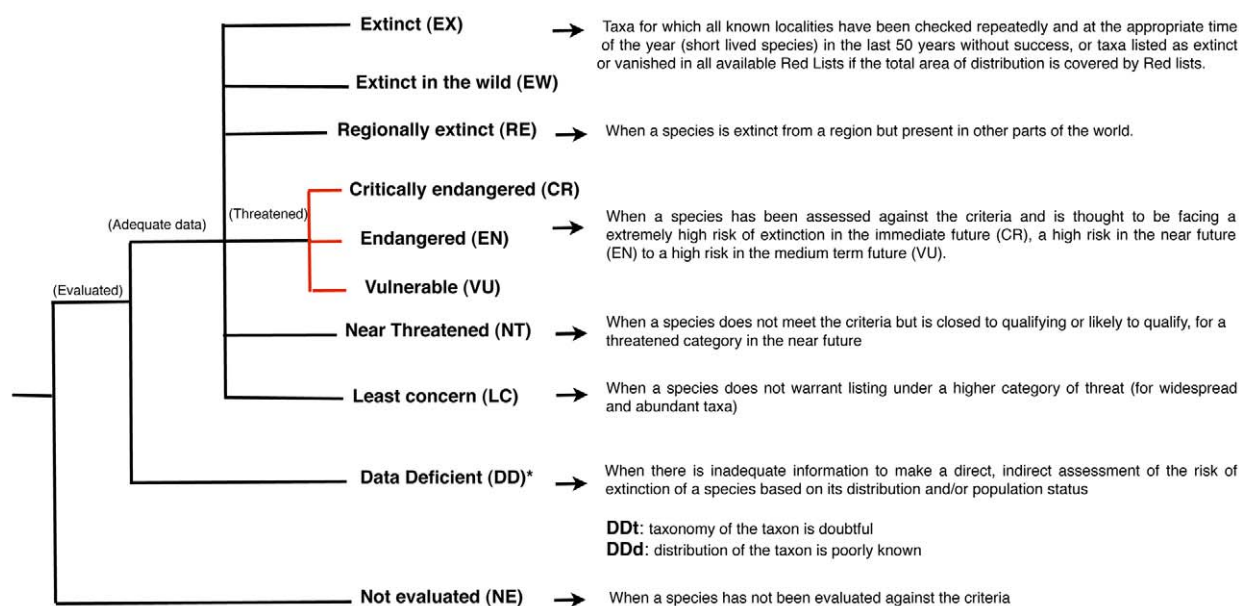 Extinct (EX)
Taxa for which all known localities have been checked repeatedly and at the appropriate time
of the year (short lived species) in the last 50 years without success, or taxa listed as extinct
or vanished in all available Red Lists if the total area of distribution is covered by Red lists.
Extinct in the wild (EW)
Regionally extinct (RE)
When a species is extinct from a region but present in other parts of the world.
Critically endangered (CR)
(Threatened)
(Adequate data)
Endangered (EN)
When a species has been assessed against the criteria and is thought to be facing a
extremely high risk of extinction in the immediate future (CR), a high risk in the near future
(EN) to a high risk in the medium term future (VU).
(Evaluated)
Vulnerable (VU)
Near Threatened (NT)
When a species does not meet the criteria but is closed to qualifying or likely to qualify, for a
threatened category in the near future
Least concern (LC)
When a species does not warrant listing under a higher category of threat (for widespread
and abundant taxa)
Data Deficient (DD)*
When there is inadequate information to make a direct, indirect assessment of the risk of
extinction of a species based on its distribution and/or population status
DDt: taxonomy of the taxon is doubtful
DDd: distribution of the taxon is poorly known
Not evaluated (NE)
When a species has not been evaluated against the criteria